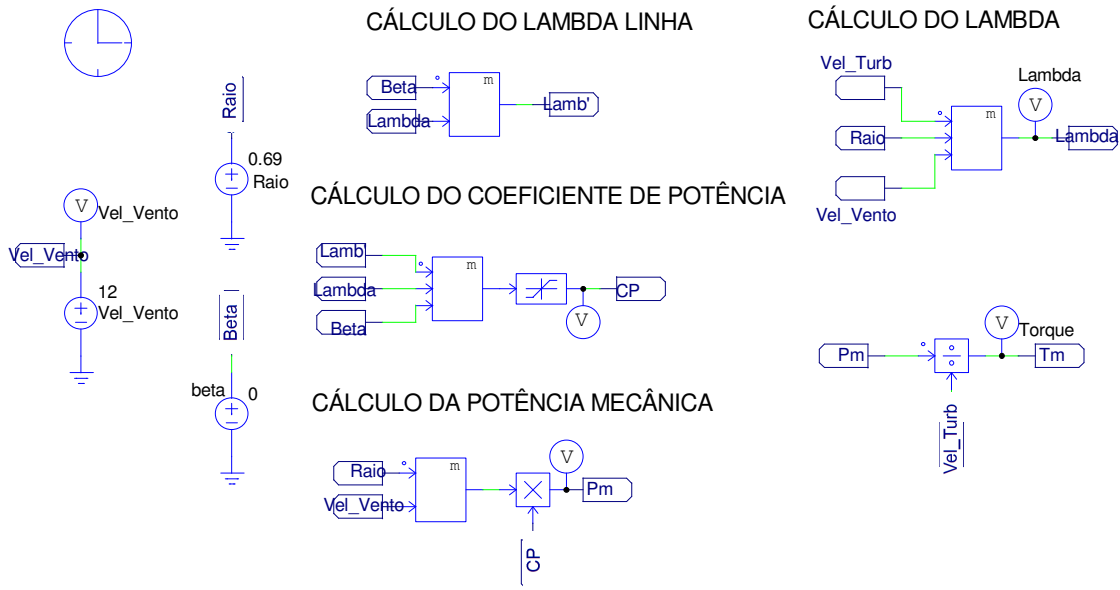 CÁLCULO DO LAMBDA LINHA
CÁLCULO DO LAMBDA
Raio
0.69
Raio
V
Vel_Vento
Vel_Vento
12
Vel_Vento
Beta
beta
0
Beta
Lambda
m
Lamb'
Vel_Turb
Raio
Vel_Vento
m
Lambda
V
Lambda
CÁLCULO DO COEFICIENTE DE POTÊNCIA
Lamb'
Lambda
Beta
m
CP
V
CÁLCULO DA POTÊNCIA MECÂNICA
Raio
Vel_Vento
m
V
Pm
CP
Pm
V
Torque
Tm
Vel_Turb